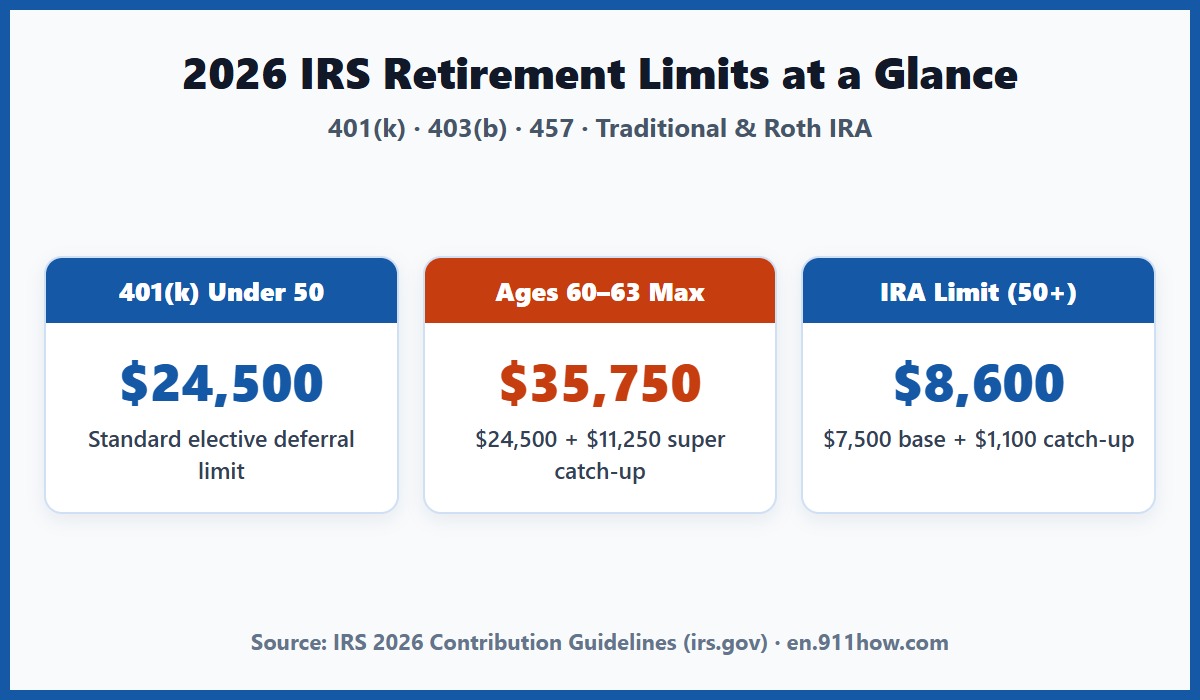 2026 IRS Retirement Limits at a Glance
401(k) · 403(b) · 457 · Traditional & Roth IRA
401(k) Under 50
$24,500
Standard elective deferral
limit
Ages 60–63 Max
$35,750
$24,500 + $11,250 super
catch-up
IRA Limit (50+)
$8,600
$7,500 base + $1,100 catch-up
Source: IRS 2026 Contribution Guidelines (irs.gov) · en.911how.com